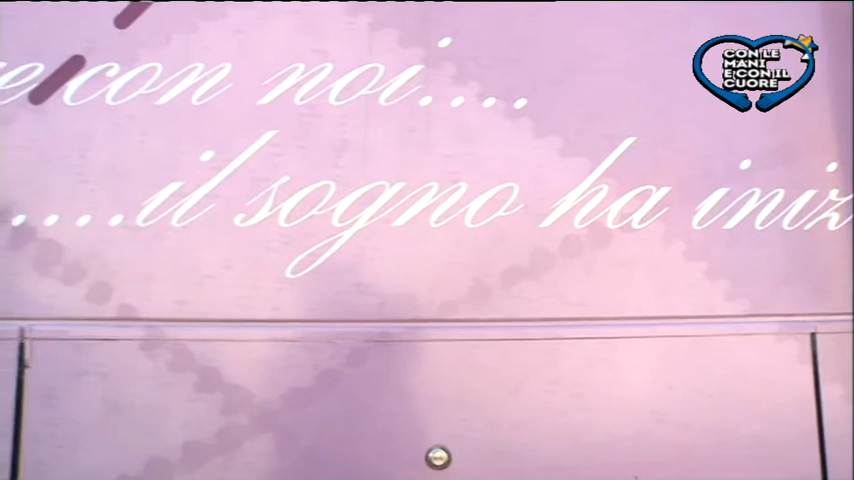 e con noi....
....il sogno ha iniz
CON LE
MANI
E CON IL
CUORE